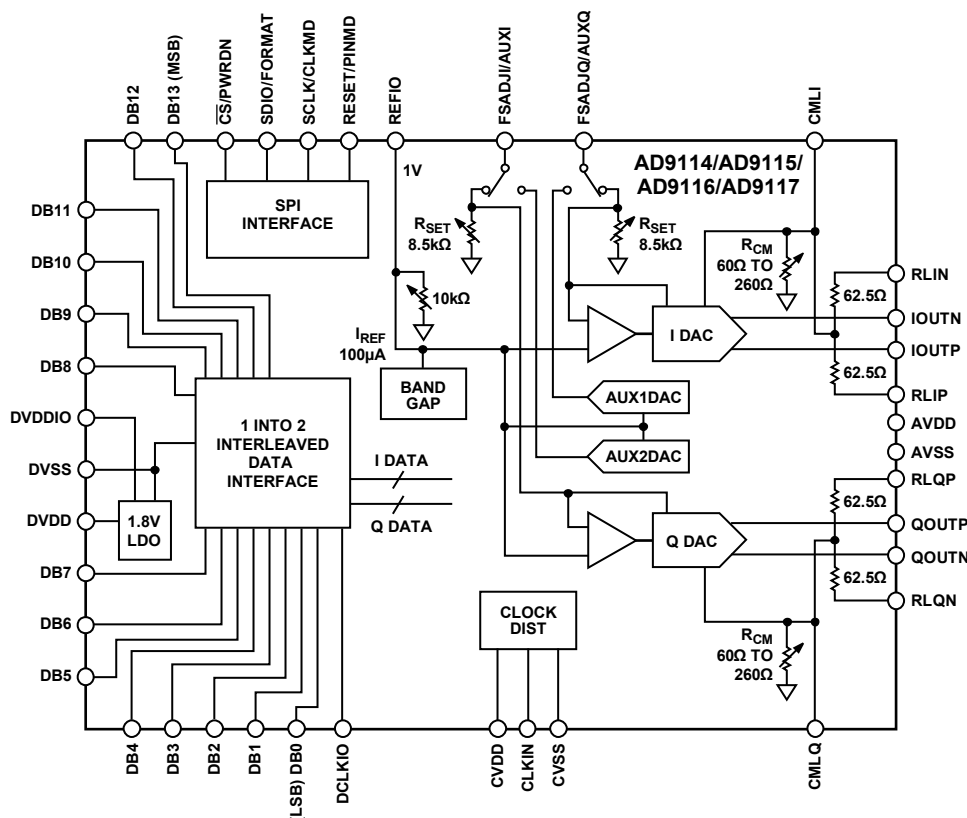 DB12
DB13 (MSB)
CS/PWRDN
SDIO/FORMAT
SCLK/CLKMD
RESET/PINMD
REFIO
FSADJI/AUXI
FSADJQ/AUXQ
CMLI
AD9114/AD9115/
AD9116/AD9117
1V
SPI
INTERFACE
RSET
8.5kΩ
RSET
8.5kΩ
RCM
60Ω TO
260Ω
10kΩ
IREF
100µA
BAND
GAP
I DAC
62.5Ω
62.5Ω
AUX1DAC
AUX2DAC
DB11
DB10
DB9
DB8
DVDDIO
DVSS
DVDD
DB7
DB6
DB5
1 INTO 2
INTERLEAVED
DATA
INTERFACE
I DATA
Q DATA
1.8V
LDO
Q DAC
62.5Ω
62.5Ω
CLOCK
DIST
RCM
60Ω TO
260Ω
RLIN
IOUTN
IOUTP
RLIP
AVDD
AVSS
RLQP
QOUTP
QOUTN
RLQN
DB4
DB3
DB2
DB1
LSB) DB0
DCLKIO
CVDD
CLKIN
CVSS
CMLQ